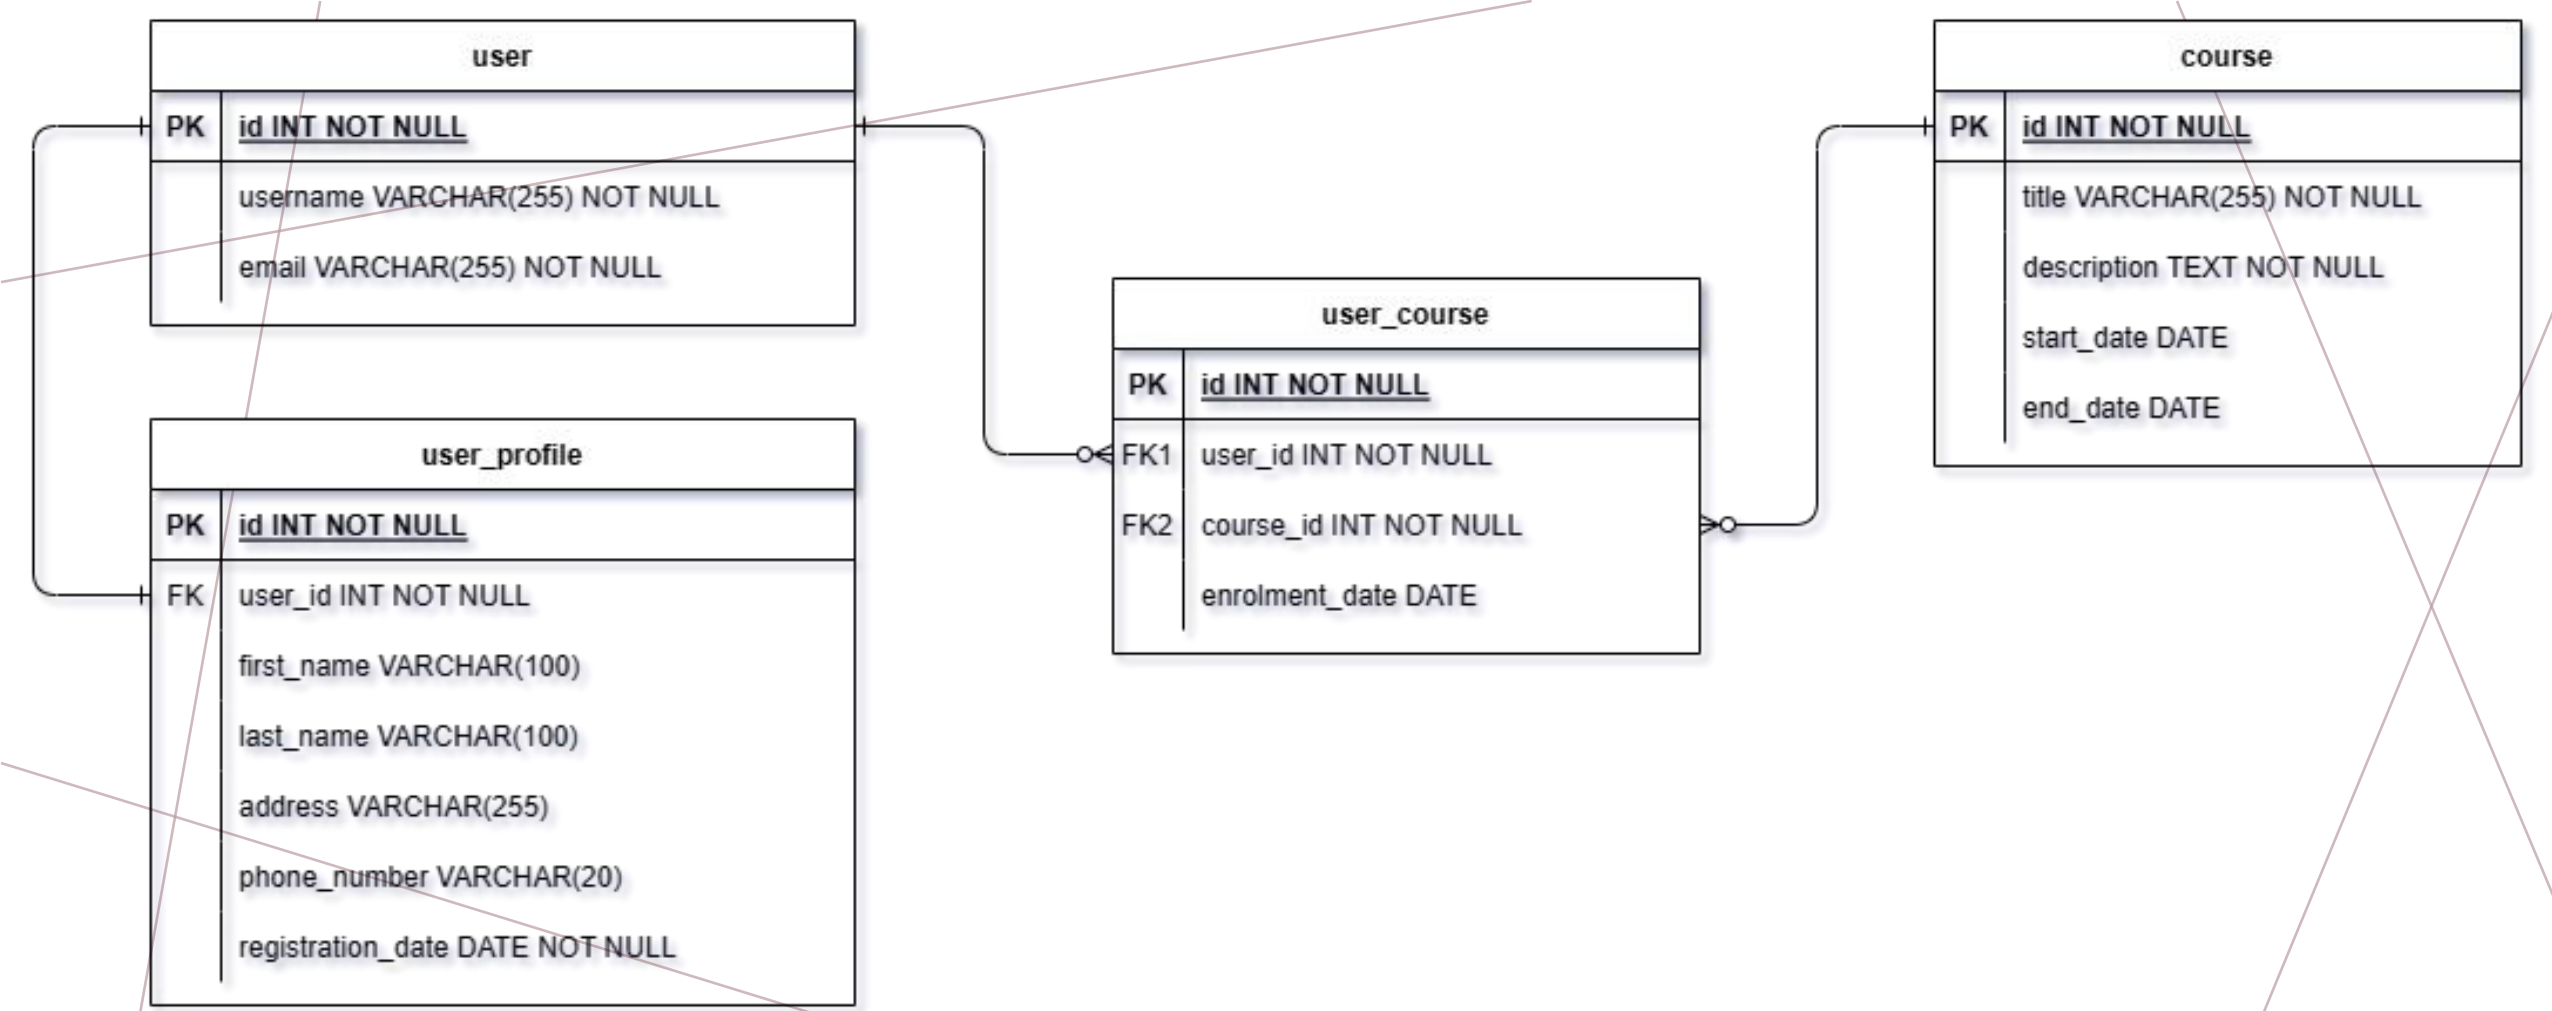 user
PK id INT NOT NULL
username VARCHAR(255) NOT NULL
email VARCHAR(255) NOT NULL
user_profile
PK id INT NOT NULL
FK user_id INT NOT NULL
first_name VARCHAR(100)
last_name VARCHAR(100)
address VARCHAR(255)
phone_number VARCHAR(20)
registration_date DATE NOT NULL
user_course
PK id INT NOT NULL
FK1 user_id INT NOT NULL
FK2 course_id INT NOT NULL
enrolment_date DATE
course
PK id INT NOT NULL
title VARCHAR(255) NOT NULL
description TEXT NOT NULL
start_date DATE
end_date DATE